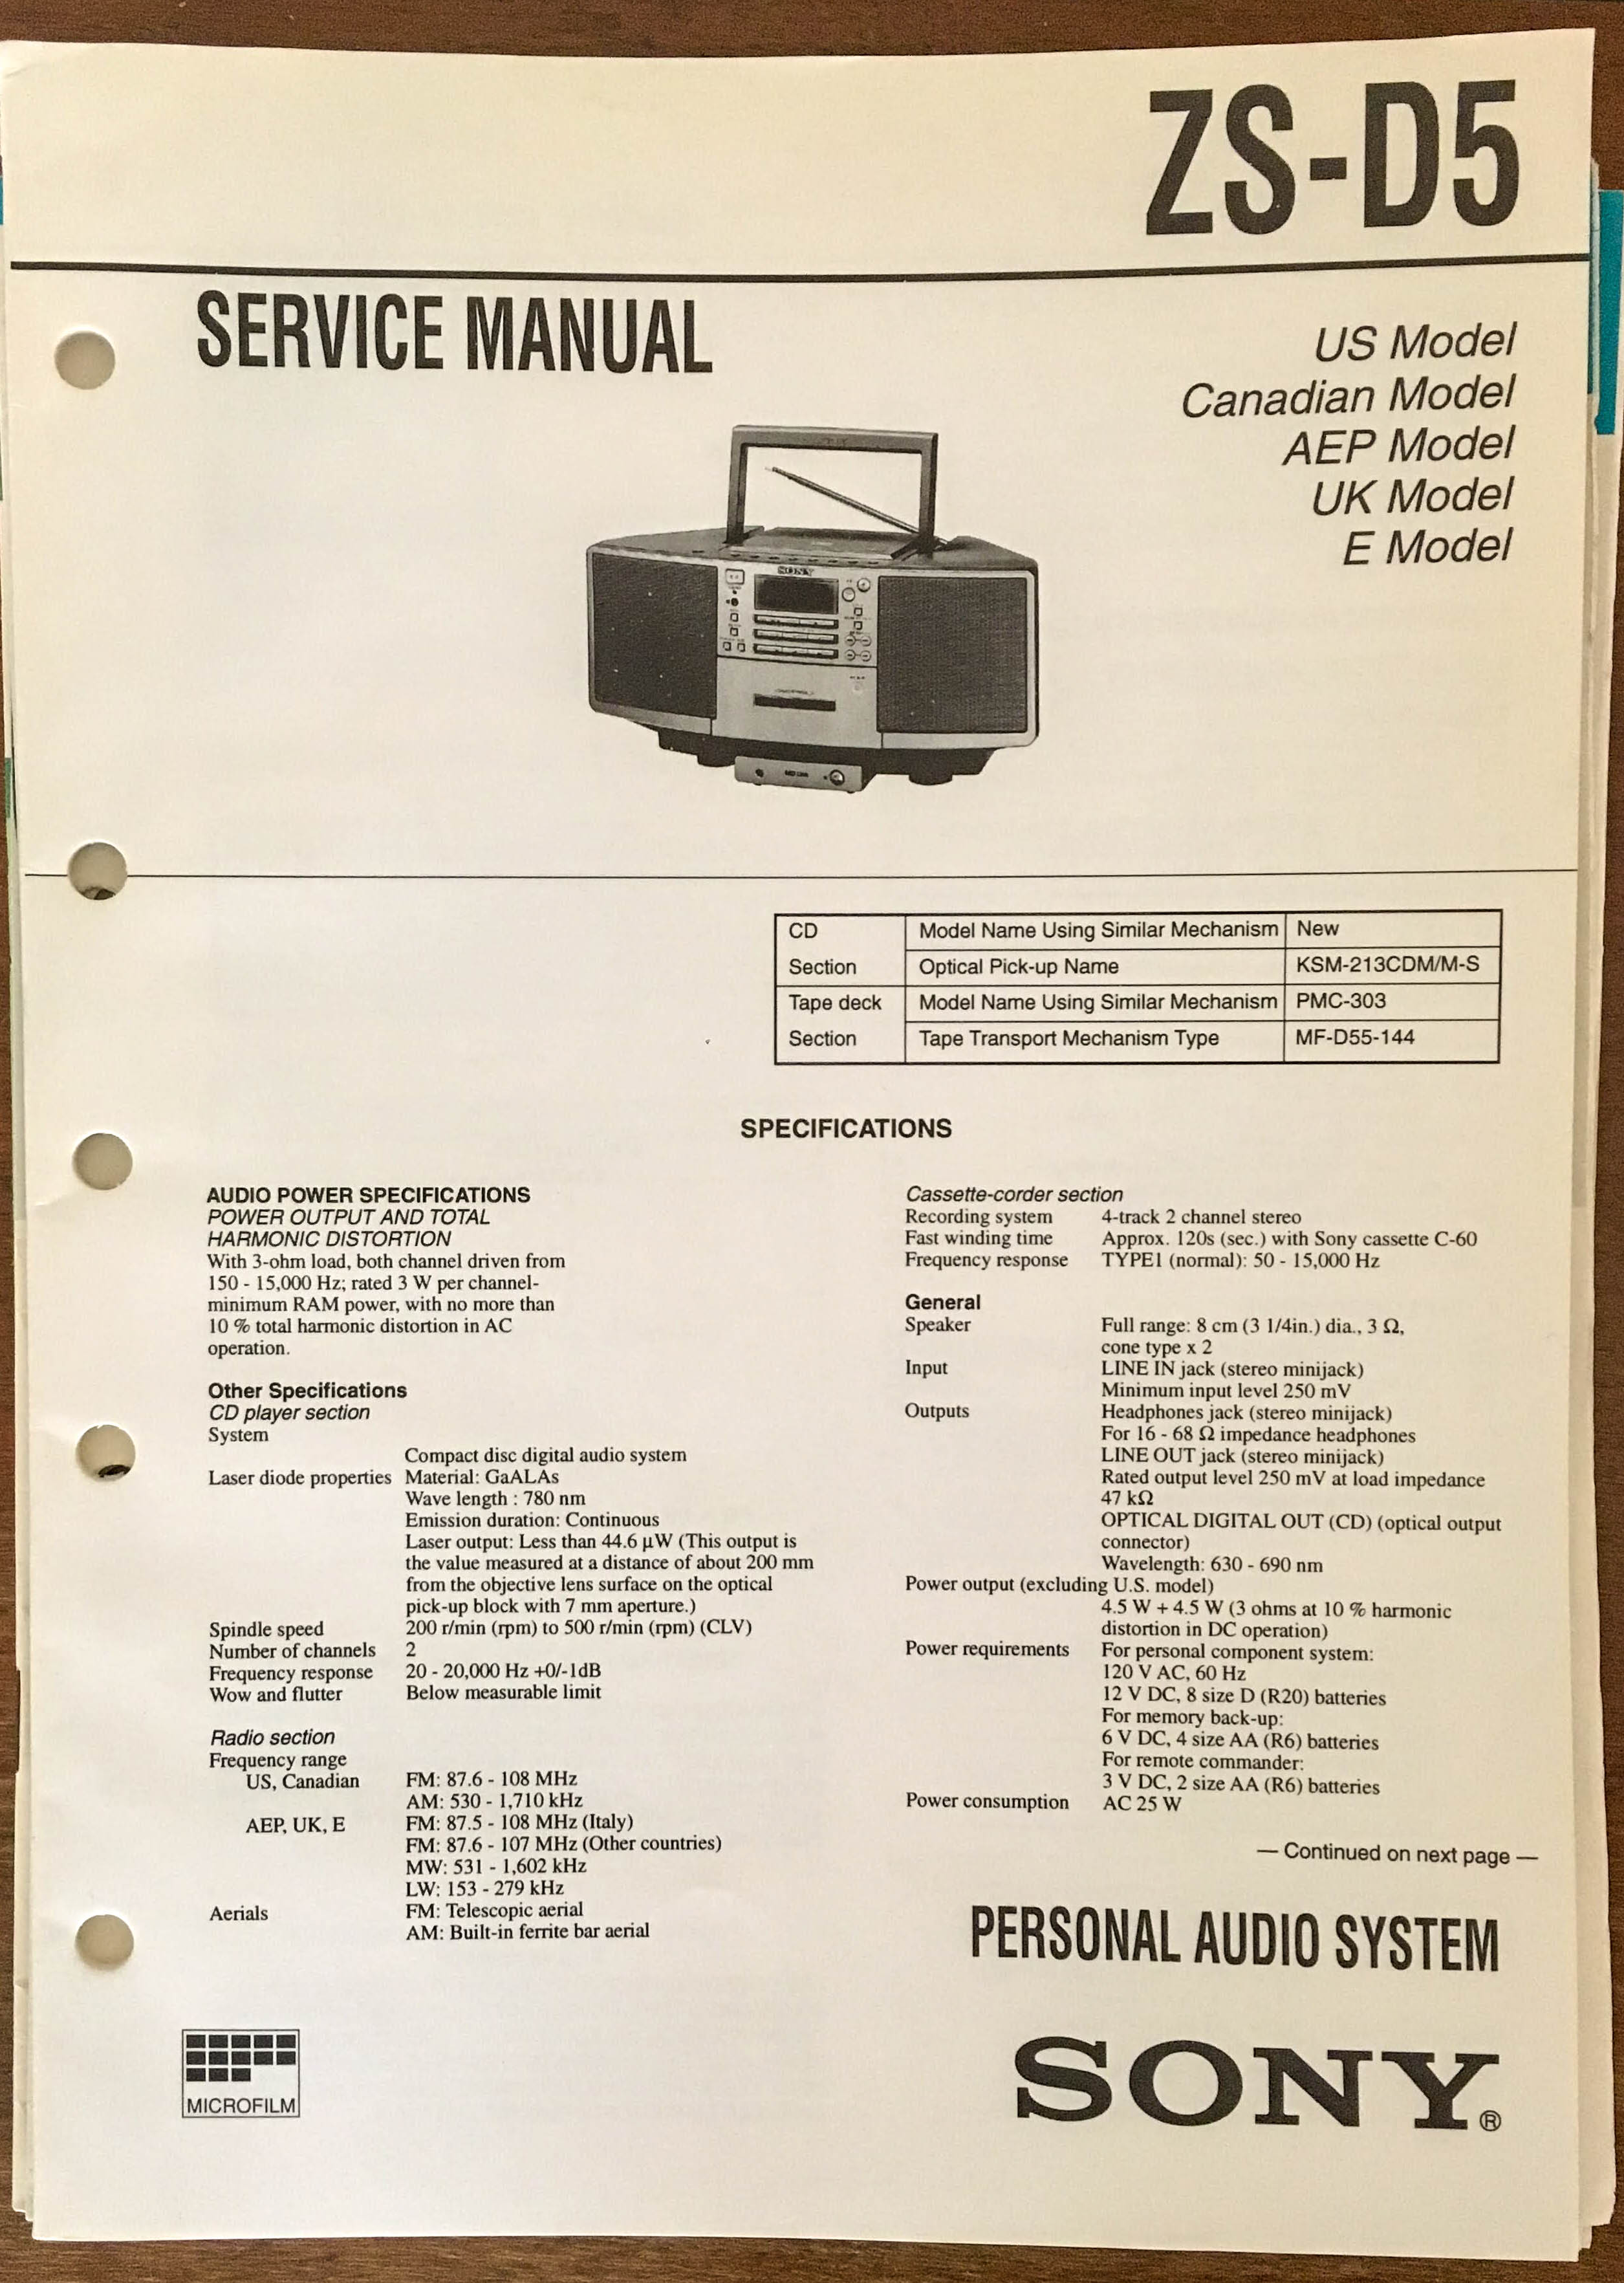 ZS-D5
SERVICE MANUAL
US Model
Canadian Model
AEP Model
UK Model
E Model
SONY
CD Model Name Using Similar Mechanism New
Section Optical Pick-up Name KSM-213CDM/M-S
Tape deck Model Name Using Similar Mechanism PMC-303
Section Tape Transport Mechanism Type MF-D55-144
SPECIFICATIONS
AUDIO POWER SPECIFICATIONS
POWER OUTPUT AND TOTAL
HARMONIC DISTORTION
With 3-ohm load, both channel driven from
150 - 15,000 Hz; rated 3 W per channel-
minimum RAM power, with no more than
10 % total harmonic distortion in AC
operation.
Other Specifications
CD player section
System
Compact disc digital audio system
Laser diode properties Material: GaALAs
Wave length : 780 nm
Emission duration: Continuous
Laser output: Less than 44.6 µW (This output is
the value measured at a distance of about 200 mm
from the objective lens surface on the optical
pick-up block with 7 mm aperture.)
Spindle speed 200 r/min (rpm) to 500 r/min (rpm) (CLV)
Number of channels 2
Frequency response 20 - 20,000 Hz +0/-1dB
Wow and flutter Below measurable limit
Radio section
Frequency range
US, Canadian FM: 87.6 - 108 MHz
AM: 530 - 1,710 kHz
AEP, UK, E FM: 87.5 - 108 MHz (Italy)
FM: 87.6 - 107 MHz (Other countries)
MW: 531 - 1,602 kHz
LW: 153 - 279 kHz
Aerials FM: Telescopic aerial
AM: Built-in ferrite bar aerial
Cassette-corder section
Recording system 4-track 2 channel stereo
Fast winding time Approx. 120s (sec.) with Sony cassette C-60
Frequency response TYPE1 (normal): 50 - 15,000 Hz
General
Speaker Full range: 8 cm (3 1/4in.) dia., 3 Ω,
cone type x 2
Input LINE IN jack (stereo minijack)
Minimum input level 250 mV
Outputs Headphones jack (stereo minijack)
For 16 - 68 Ω impedance headphones
LINE OUT jack (stereo minijack)
Rated output level 250 mV at load impedance
47 kΩ
OPTICAL DIGITAL OUT (CD) (optical output
connector)
Wavelength: 630 - 690 nm
Power output (excluding U.S. model)
4.5 W + 4.5 W (3 ohms at 10 % harmonic
distortion in DC operation)
Power requirements For personal component system:
120 V AC, 60 Hz
12 V DC, 8 size D (R20) batteries
For memory back-up:
6 V DC, 4 size AA (R6) batteries
For remote commander:
3 V DC, 2 size AA (R6) batteries
Power consumption AC 25 W
— Continued on next page —
PERSONAL AUDIO SYSTEM
MICROFILM
SONY®